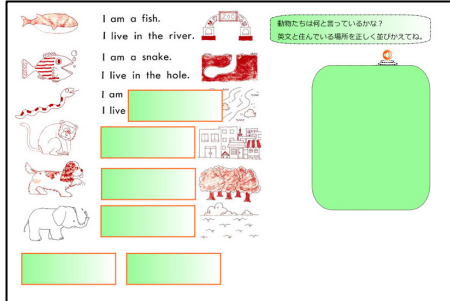 I am a fish.
I live in the river.
I am a snake.
I live in the hole.
I am
I live
ZOO
動物たちは何と言っているかな？
英文と住んでいる場所を正しく並びかえてね。